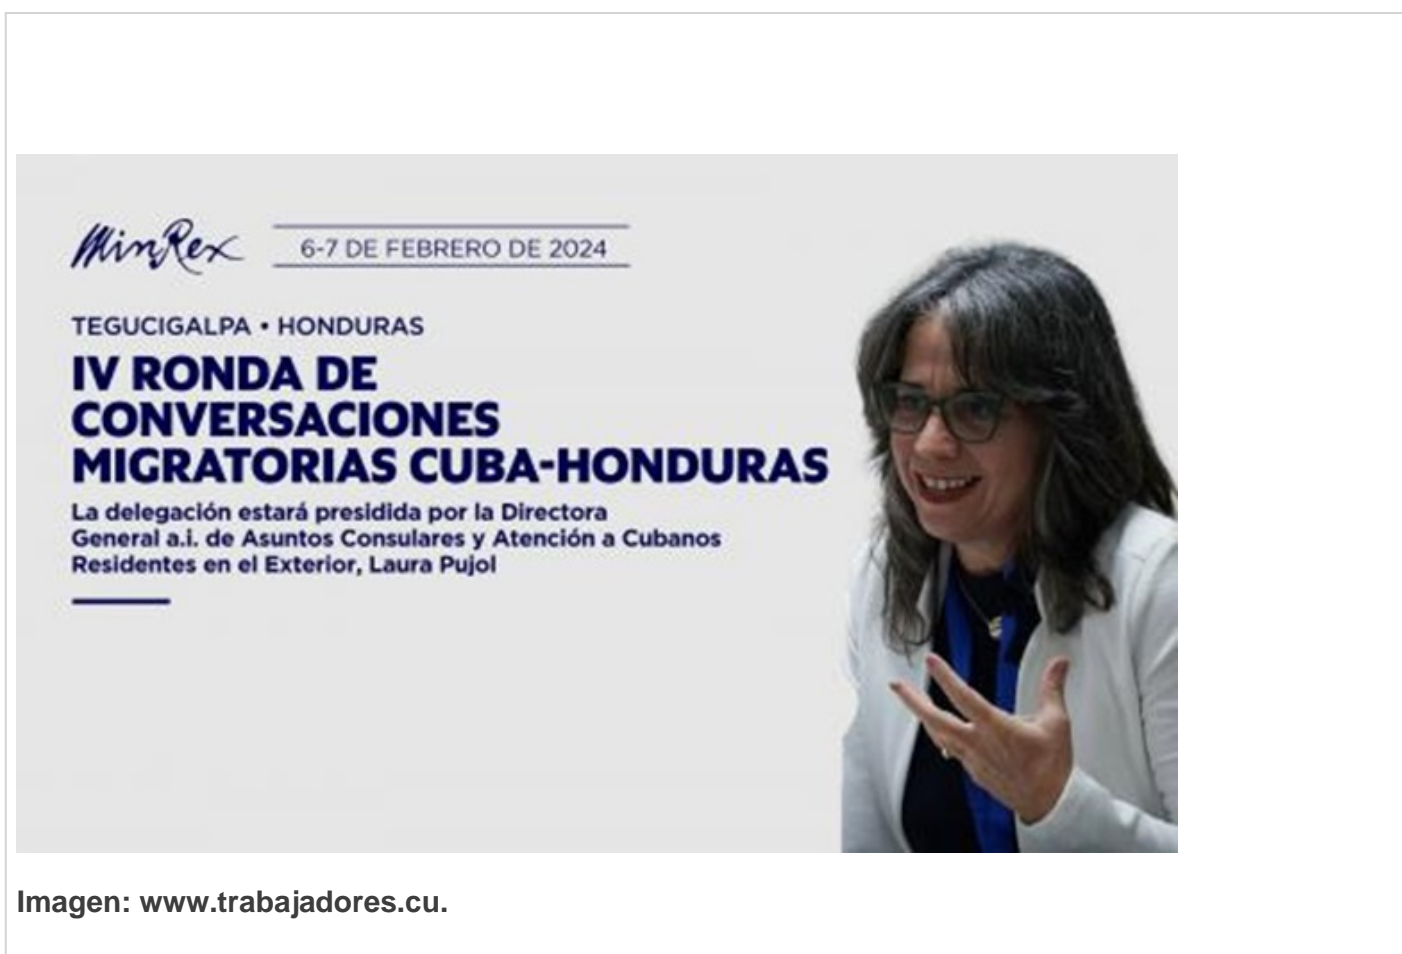 MinRex
6-7 DE FEBRERO DE 2024
TEGUCIGALPA • HONDURAS
IV RONDA DE
CONVERSACIONES
MIGRATORIAS CUBA-HONDURAS
La delegación estará presidida por la Directora
General a.i. de Asuntos Consulares y Atención a Cubanos
Residentes en el Exterior, Laura Pujol
Imagen: www.trabajadores.cu.